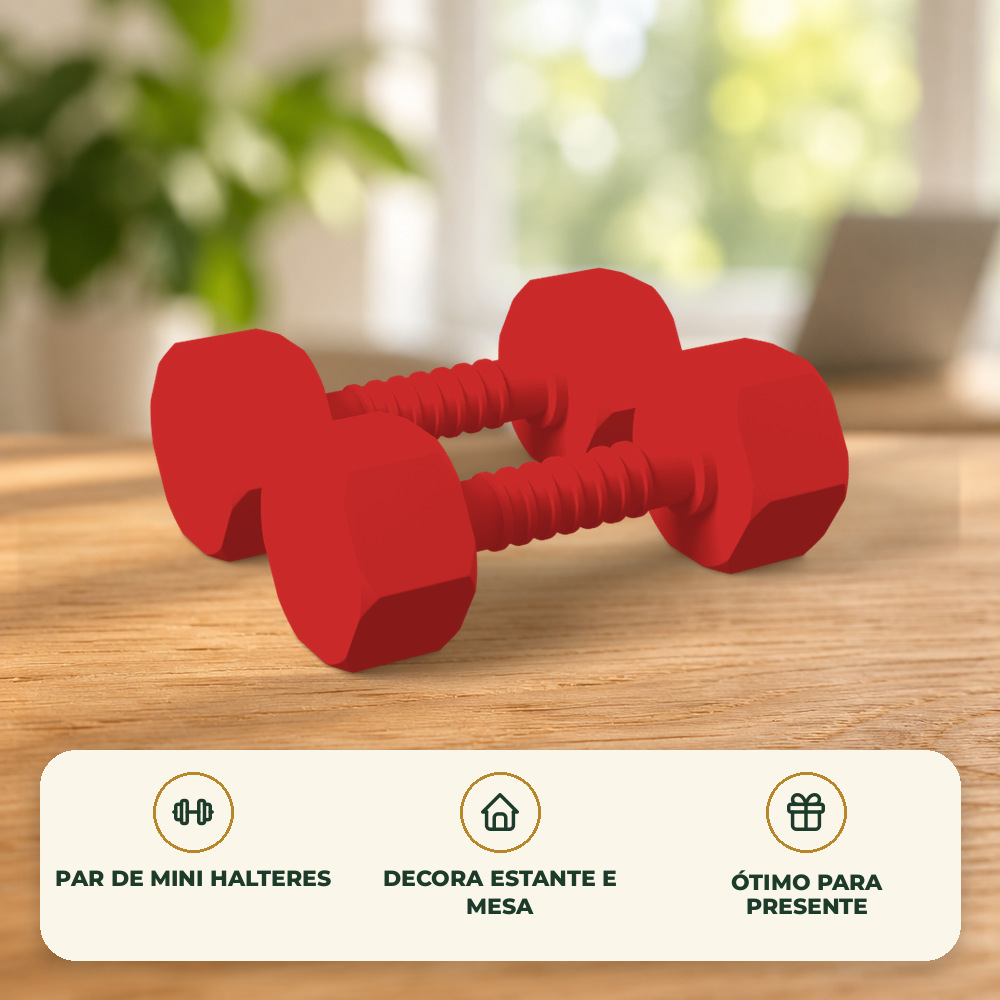 PAR DE MINI HALTERES
DECORA ESTANTE E
MESA
ÓTIMO PARA
PRESENTE